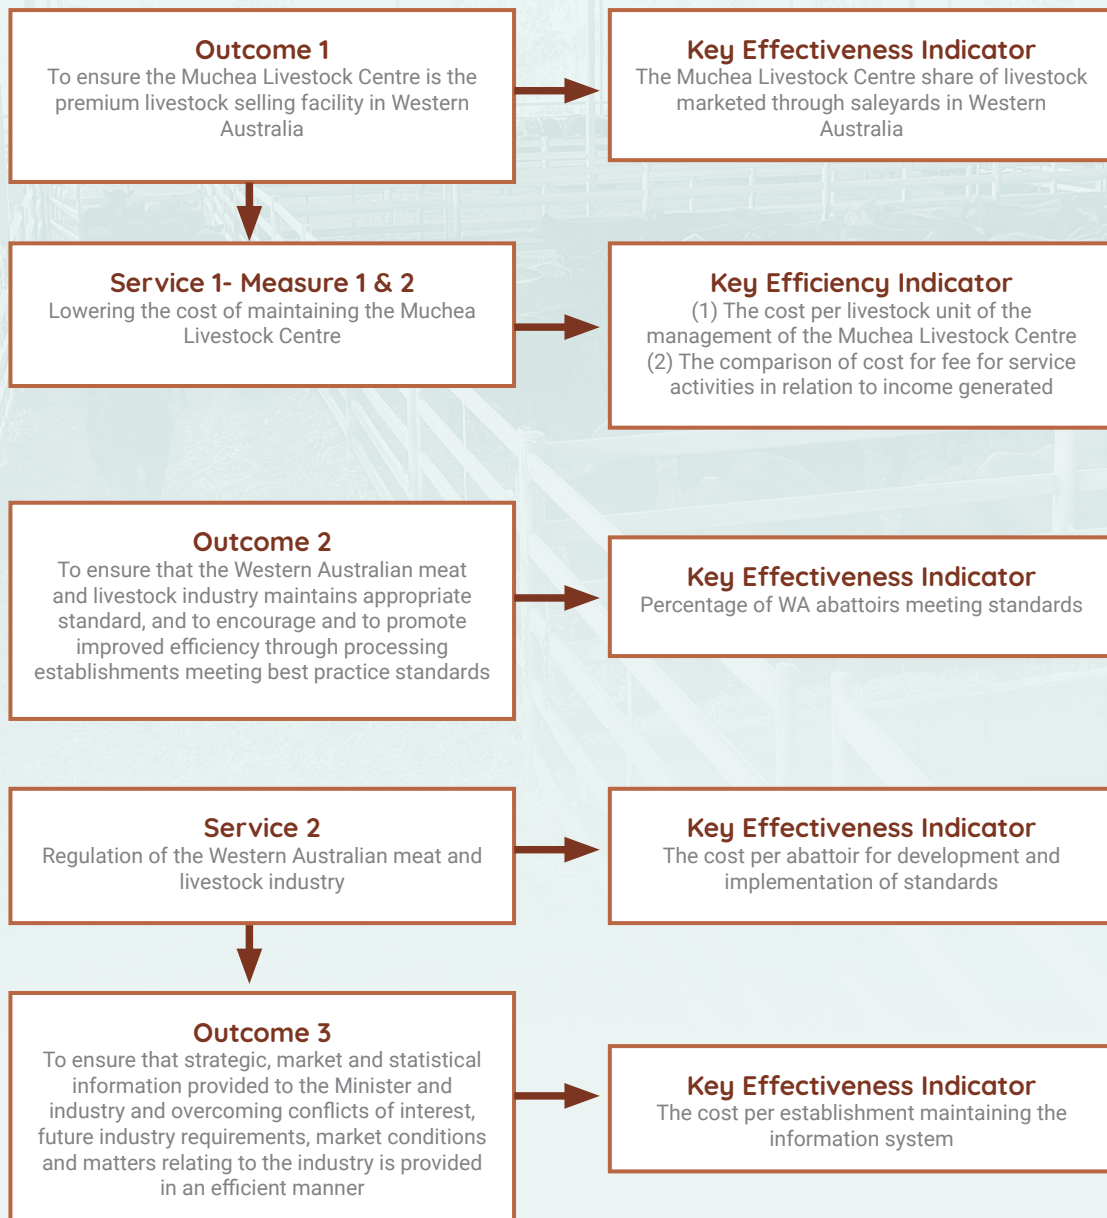 Outcome 1
To ensure the Muchea Livestock Centre is the
premium livestock selling facility in Western
Australia
Key Effectiveness Indicator
The Muchea Livestock Centre share of livestock
marketed through saleyards in Western
Australia
Service 1- Measure 1 & 2
Lowering the cost of maintaining the Muchea
Livestock Centre
Key Efficiency Indicator
(1) The cost per livestock unit of the
management of the Muchea Livestock Centre
(2) The comparison of cost for fee for service
activities in relation to income generated
Outcome 2
To ensure that the Western Australian meat
and livestock industry maintains appropriate
standard, and to encourage and to promote
improved efficiency through processing
establishments meeting best practice standards
Key Effectiveness Indicator
Percentage of WA abattoirs meeting standards
Service 2
Regulation of the Western Australian meat and
livestock industry
Key Effectiveness Indicator
The cost per abattoir for development and
implementation of standards
Outcome 3
To ensure that strategic, market and statistical
information provided to the Minister and
industry and overcoming conflicts of interest,
future industry requirements, market conditions
and matters relating to the industry is provided
in an efficient manner
Key Effectiveness Indicator
The cost per establishment maintaining the
information system